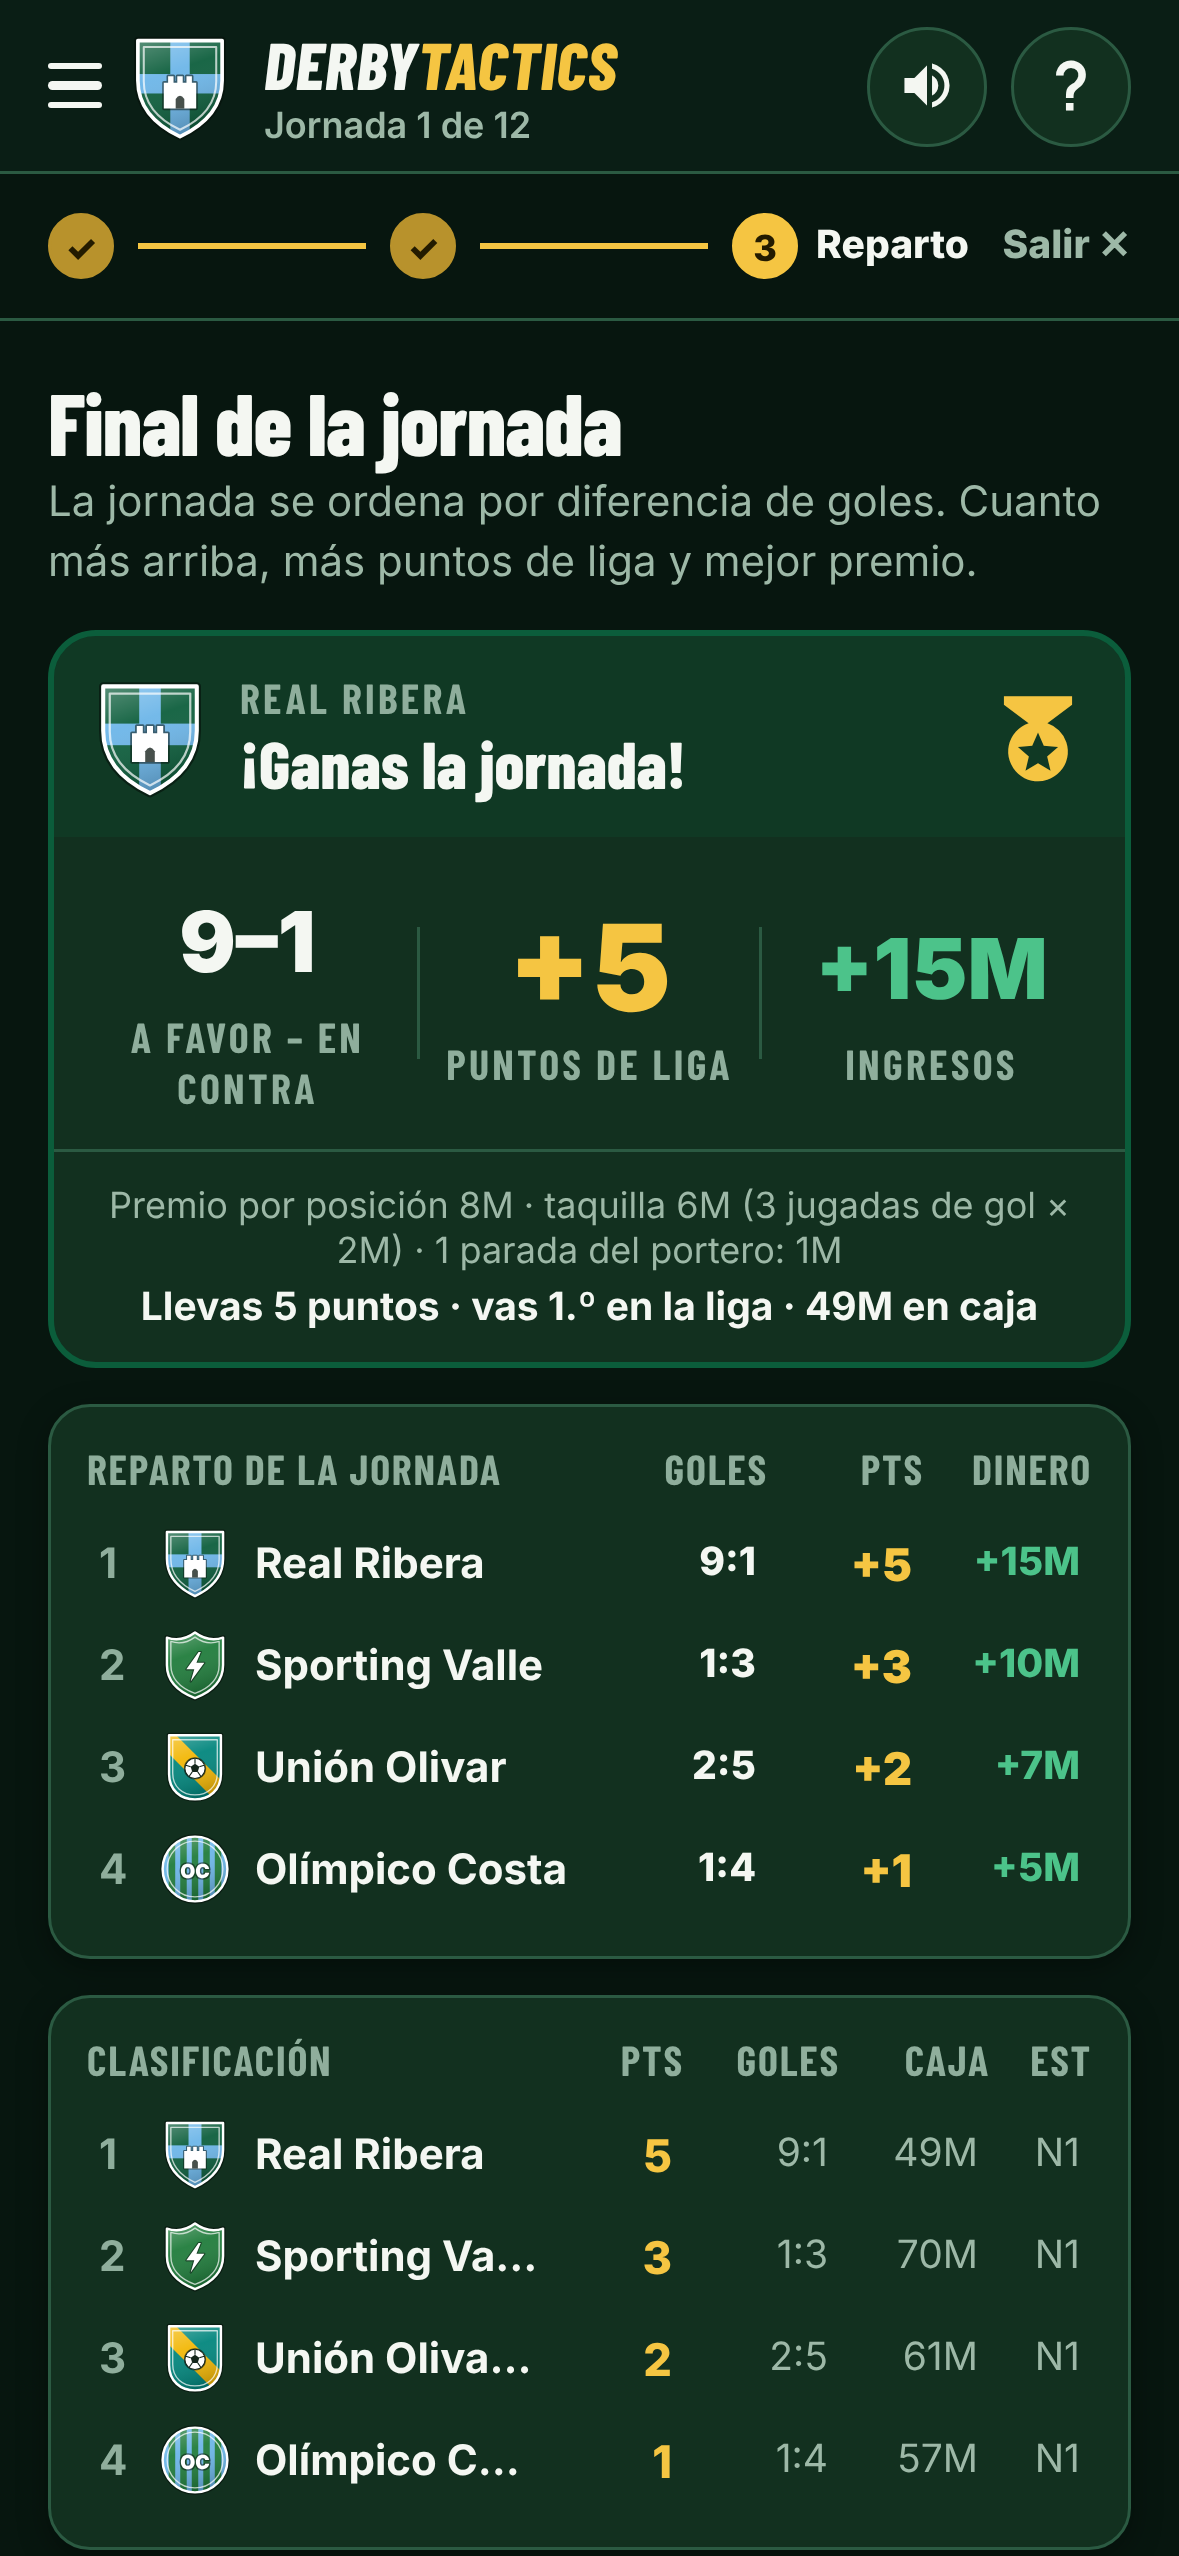 DERBYTACTICS
Jornada 1 de 12
?
3 Reparto Salir ✕
Final de la jornada
La jornada se ordena por diferencia de goles. Cuanto
más arriba, más puntos de liga y mejor premio.
REAL RIBERA
¡Ganas la jornada!
9–1 +5 +15M
A FAVOR – EN
CONTRA
PUNTOS DE LIGA
INGRESOS
Premio por posición 8M · taquilla 6M (3 jugadas de gol ×
2M) · 1 parada del portero: 1M
Llevas 5 puntos · vas 1.º en la liga · 49M en caja
REPARTO DE LA JORNADA GOLES PTS DINERO
1 Real Ribera 9:1 +5 +15M
2 Sporting Valle 1:3 +3 +10M
3 Unión Olivar 2:5 +2 +7M
4 OC Olímpico Costa 1:4 +1 +5M
CLASIFICACIÓN PTS GOLES CAJA EST
1 Real Ribera 5 9:1 49M N1
2 Sporting Va... 3 1:3 70M N1
3 Unión Oliva... 2 2:5 61M N1
4 OC Olímpico C... 1 1:4 57M N1